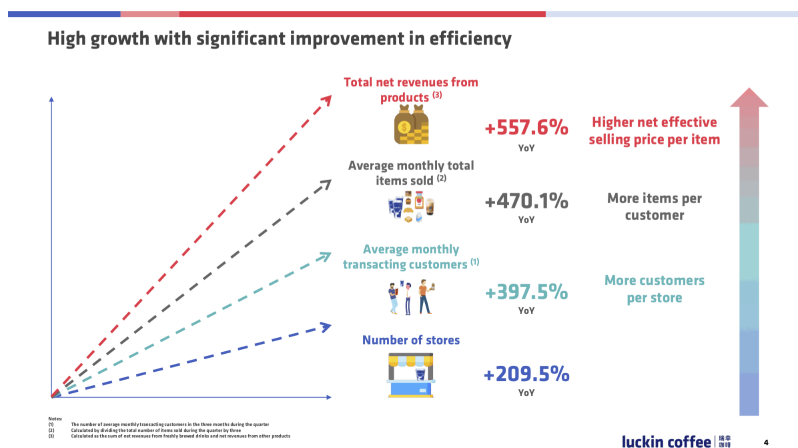 High growth with significant improvement in efficiency
Total net revenues from
products (3)
+557.6%
YoY
Higher net effective
selling price per item
Average monthly total
items sold (2)
+470.1%
YoY
More items per
customer
Average monthly
transacting customers (1)
+397.5%
YoY
More customers
per store
Number of stores
+209.5%
YoY
Notes:
(1) The number of average monthly transacting customers in the three months during the quarter
(2) Calculated by dividing the total number of items sold during the quarter by three
(3) Calculated as the sum of net revenues from freshly brewed drinks and net revenues from other products
luckin coffee
瑞幸
咖啡
4